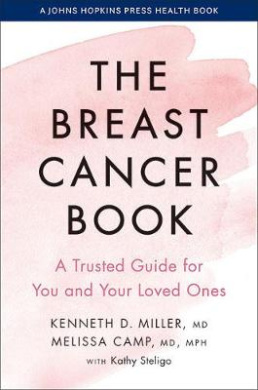 A JOHNS HOPKINS PRESS HEALTH BOOK
THE
BREAST
CANCER
BOOK
A Trusted Guide for
You and Your Loved Ones
KENNETH D. MILLER, MD
MELISSA CAMP, MD, MPH
WITH Kathy Steligo